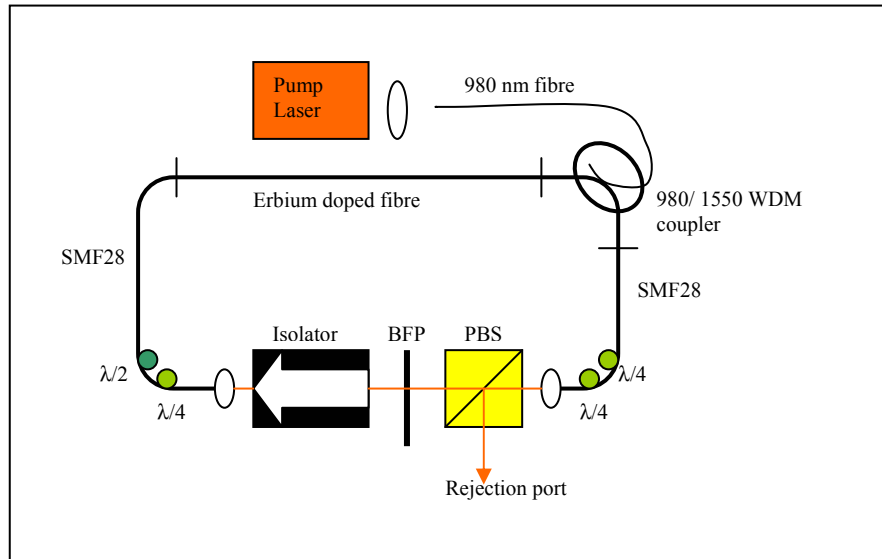 Pump
Laser
980 nm fibre
Erbium doped fibre
980/ 1550 WDM
coupler
SMF28
SMF28
Isolator
BFP
PBS
λ/2
λ/4
λ/4
λ/4
Rejection port